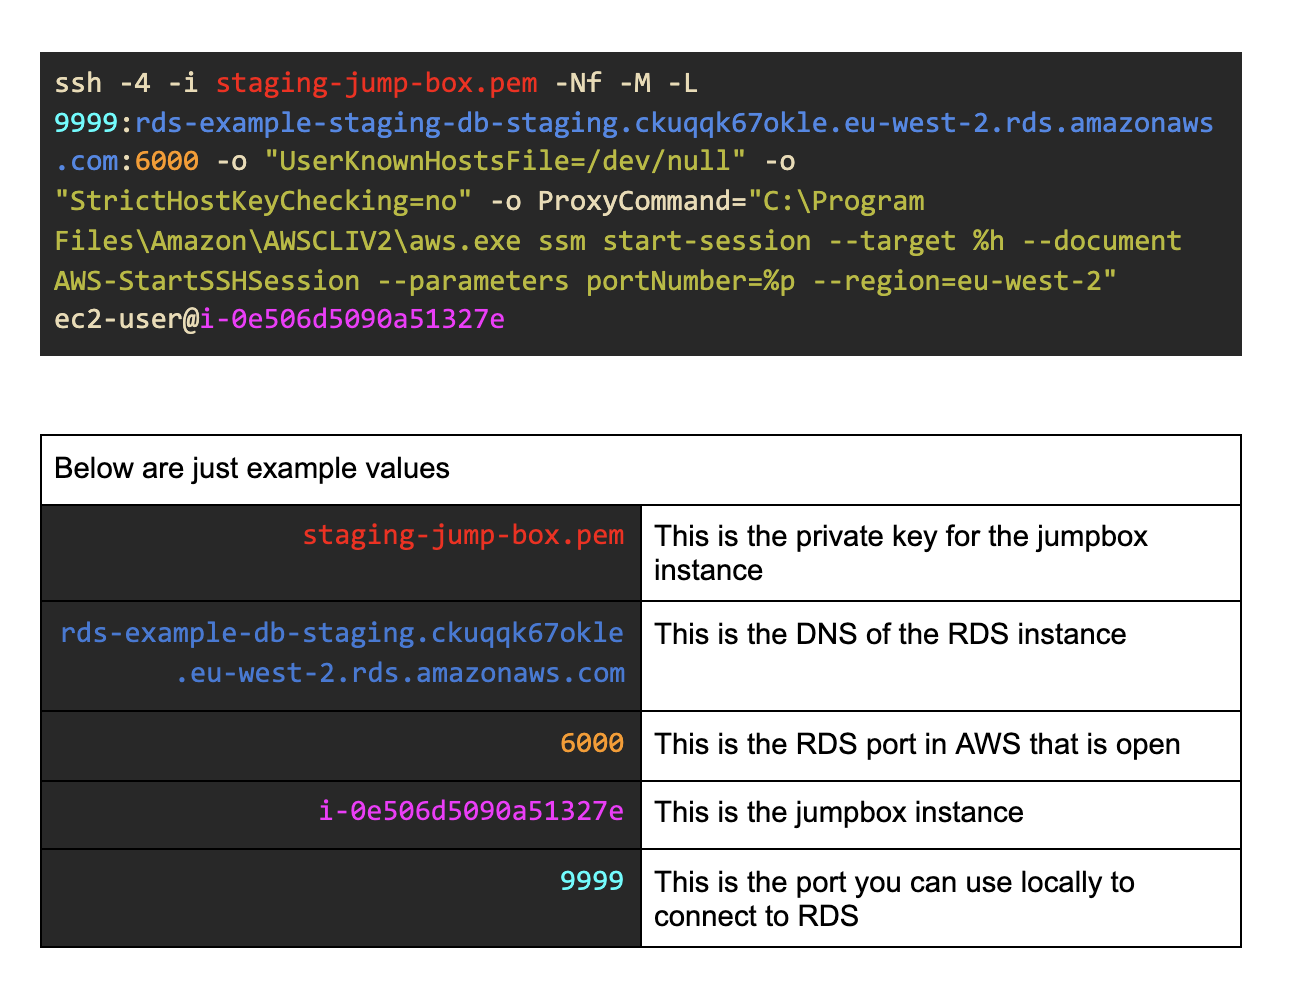 ssh -4 -i staging-jump-box.pem -Nf -M -L
9999:rds-example-staging-db-staging.ckuqqk67okle.eu-west-2.rds.amazonaws
.com:6000 -o "UserKnownHostsFile=/dev/null" -o
"StrictHostKeyChecking=no" -o ProxyCommand="C:\Program
Files\Amazon\AWSCLIV2\aws.exe ssm start-session --target %h --document
AWS-StartSSHSession --parameters portNumber=%p --region=eu-west-2"
ec2-user@i-0e506d5090a51327e
Below are just example values
staging-jump-box.pem
This is the private key for the jumpbox
instance
rds-example-db-staging.ckuqqk67okle
.eu-west-2.rds.amazonaws.com
This is the DNS of the RDS instance
6000
This is the RDS port in AWS that is open
i-0e506d5090a51327e
This is the jumpbox instance
9999
This is the port you can use locally to
connect to RDS